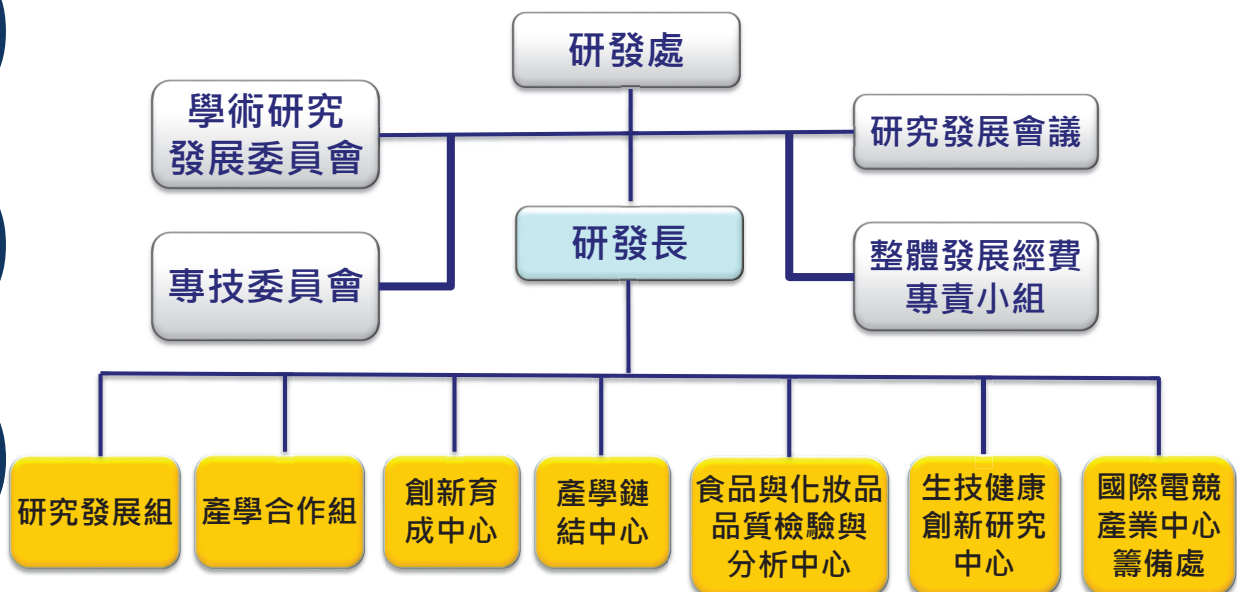 研發處
學術研究
發展委員會
研究發展會議
研發長
專技委員會
整體發展經費
專責小組
研究發展組
產學合作組
創新育
成中心
產學鏈
結中心
食品與化妝品
品質檢驗與
分析中心
生技健康
創新研究
中心
國際電競
產業中心
籌備處